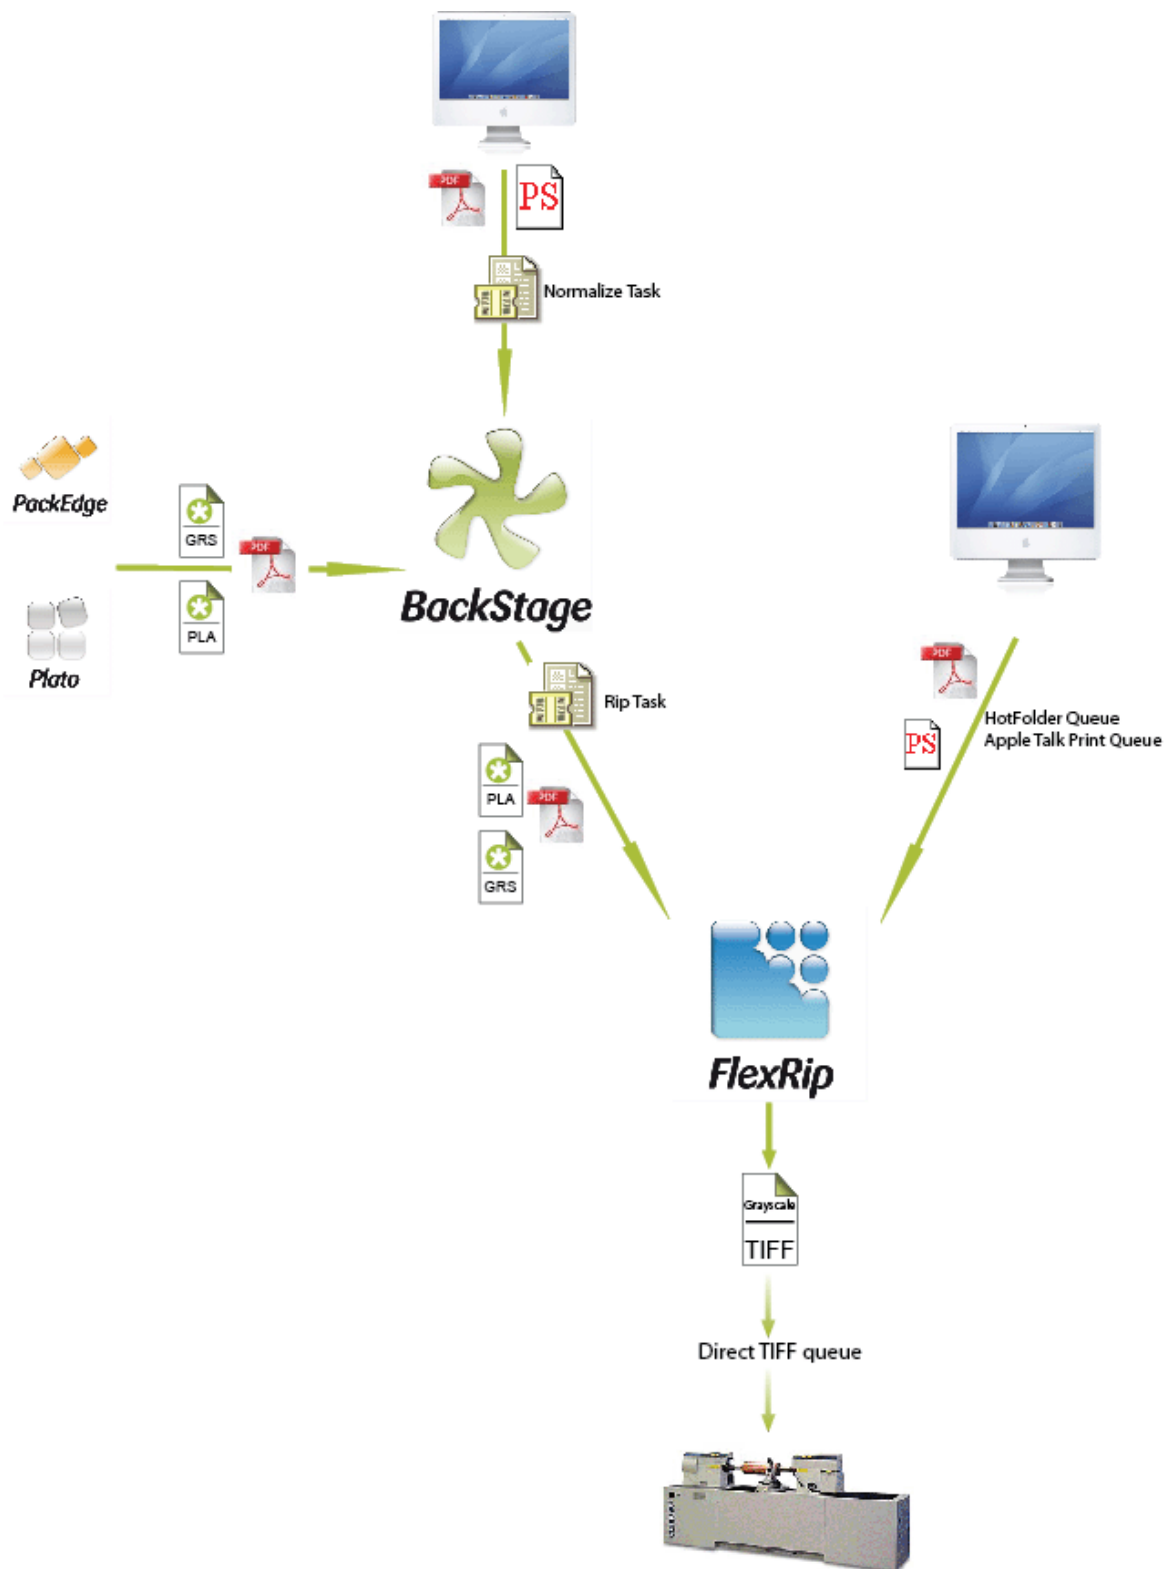 PDF
PS
Normalize Task
PackEdge
GRS
PDF
PLA
Plato
BackStage
Rip Task
PLA
PDF
GRS
PDF
HotFolder Queue
PS
Apple Talk Print Queue
FlexRip
Grayscale
TIFF
Direct TIFF queue